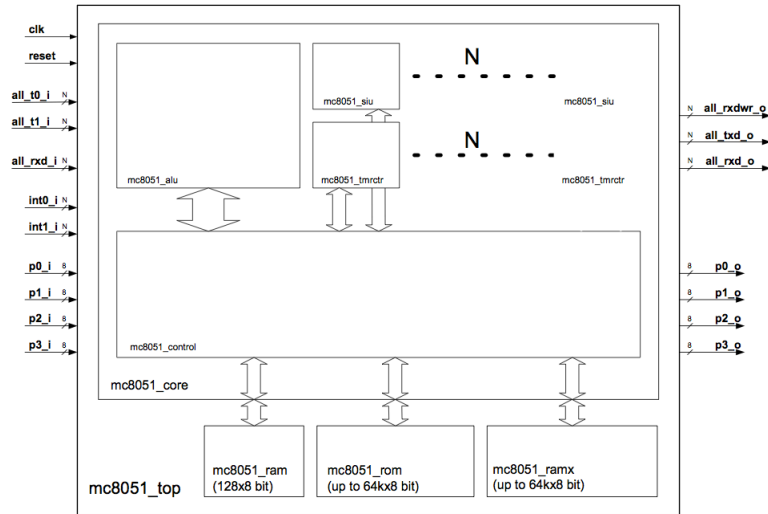 clk
reset
all_t0_i N
all_t1_i N
all_rxd_i N
int0_i N
int1_i N
p0_i 8
p1_i 8
p2_i 8
p3_i 8
mc8051_alu
mc8051_siu
N
mc8051_siu
mc8051_tmrctr
N
mc8051_tmrctr
mc8051_control
mc8051_core
mc8051_ram
(128x8 bit)
mc8051_rom
(up to 64kx8 bit)
mc8051_ramx
(up to 64kx8 bit)
mc8051_top
N all_rxdwr_o
N all_txd_o
N all_rxd_o
8 p0_o
8 p1_o
8 p2_o
8 p3_o